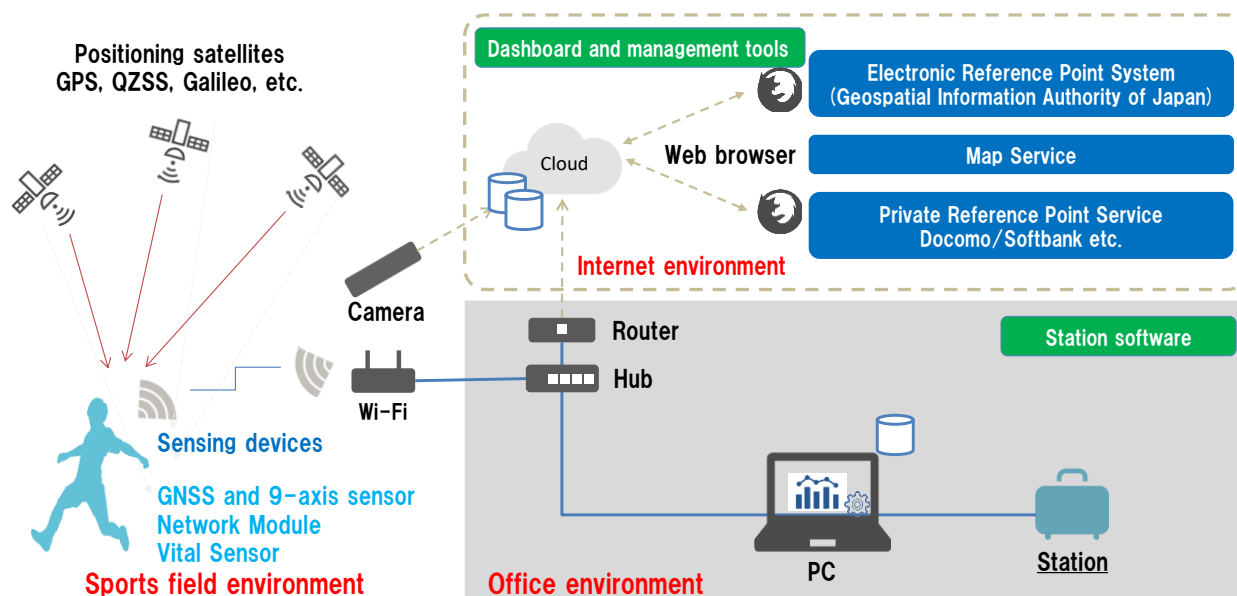 Positioning satellites
GPS, QZSS, Galileo, etc.
Dashboard and management tools
Electronic Reference Point System
(Geospatial Information Authority of Japan)
Cloud
Web browser
Map Service
Private Reference Point Service
Docomo/Softbank etc.
Internet environment
Camera
Router
Station software
Hub
Wi-Fi
Sensing devices
GNSS and 9-axis sensor
Network Module
Vital Sensor
Sports field environment
Office environment
PC
Station